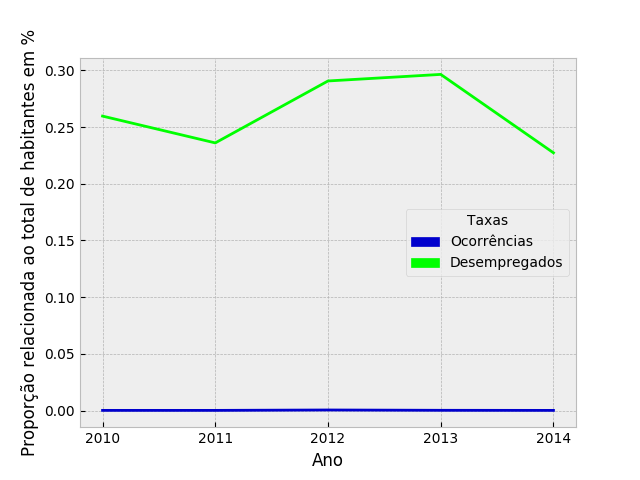 Proporção relacionada ao total de habitantes em %
0.30
0.25
0.20
0.15
0.10
0.05
0.00
Taxas
Ocorrências
Desempregados
2010 2011 2012 2013 2014
Ano